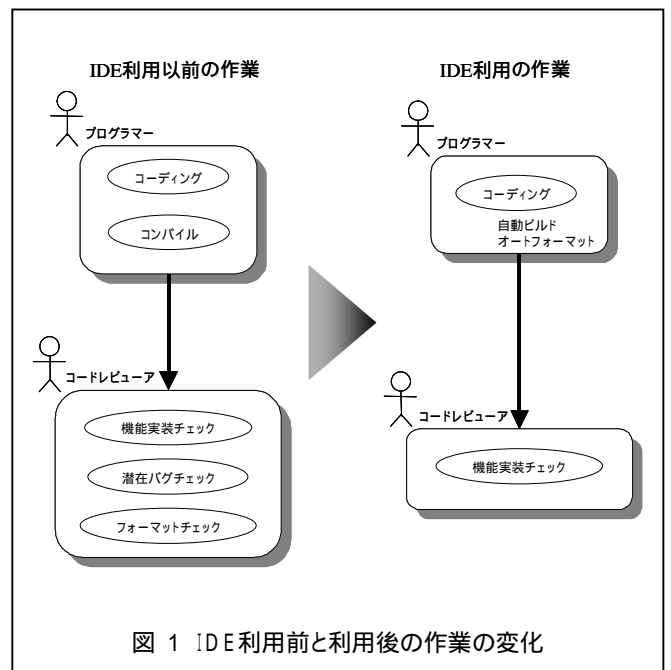 IDE利用以前の作業
プログラマー
コーディング
コンパイル
コードレビューア
機能実装チェック
潜在バグチェック
フォーマットチェック
IDE利用の作業
プログラマー
コーディング
自動ビルド
オートフォーマット
コードレビューア
機能実装チェック
図 1 IDE利用前と利用後の作業の変化